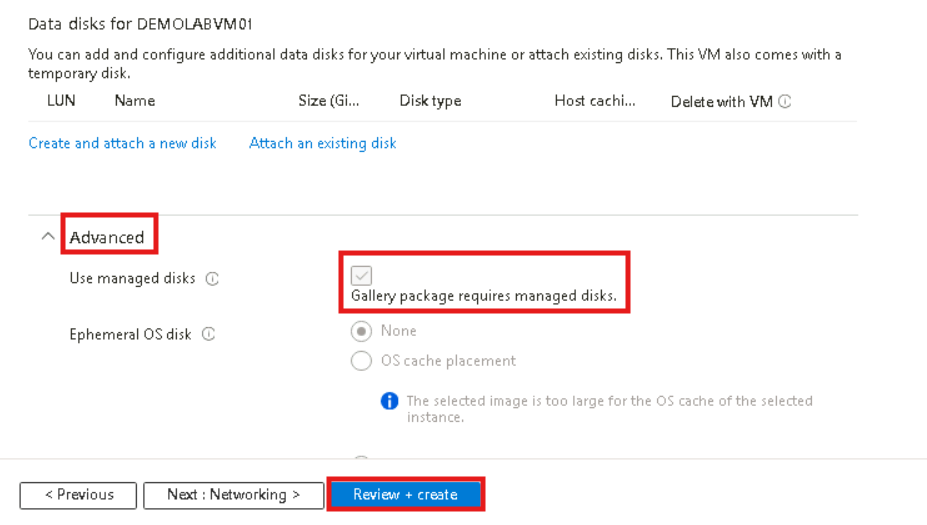 Data disks for DEMOLABVM01
You can add and configure additional data disks for your virtual machine or attach existing disks. This VM also comes with a
temporary disk.
LUN Name Size (Gi... Disk type Host cachi... Delete with VM
Create and attach a new disk Attach an existing disk
Advanced
Use managed disks
Gallery package requires managed disks.
Ephemeral OS disk None
OS cache placement
The selected image is too large for the OS cache of the selected
instance.
< Previous Next : Networking > Review + create